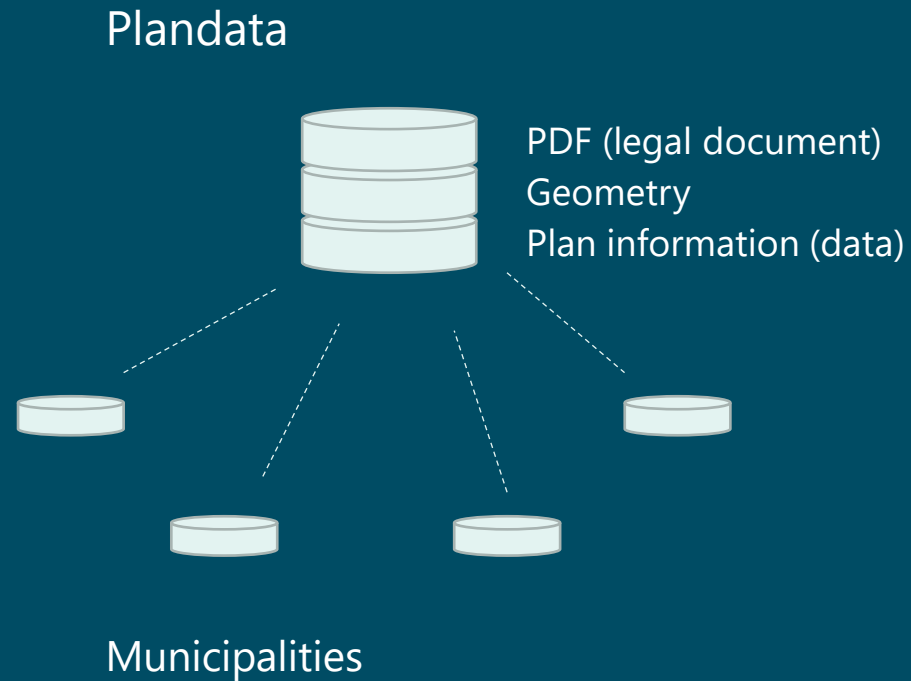 Plandata
PDF (legal document)
Geometry
Plan information (data)
Municipalities